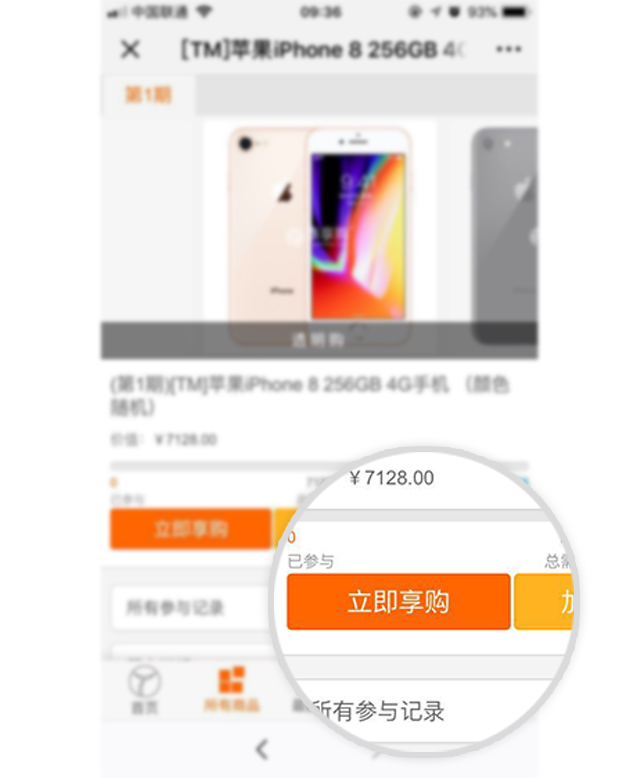 中国联通 09:36 93%
[TM]苹果iPhone 8 256GB 4G
第1期
iPhone
透明购
(第1期)[TM]苹果iPhone 8 256GB 4G手机 （颜色
随机）
价值：￥7128.00
0
已参与
立即享购
所有参与记录
首页
所有商品
￥7128.00
0
已参与
总需
立即享购
加
所有参与记录